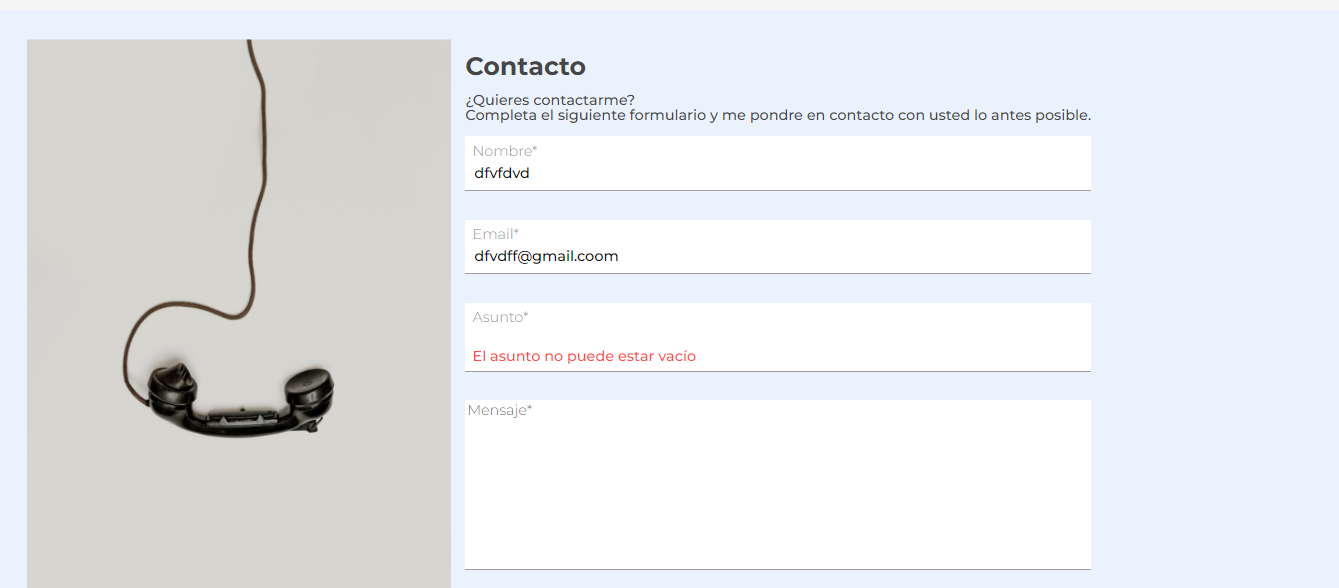 Contacto
¿Quieres contactarme?
Completa el siguiente formulario y me pondre en contacto con usted lo antes posible.
Nombre*
dfvfdvd
Email*
dfvdff@gmail.coom
Asunto*
El asunto no puede estar vacío
Mensaje*